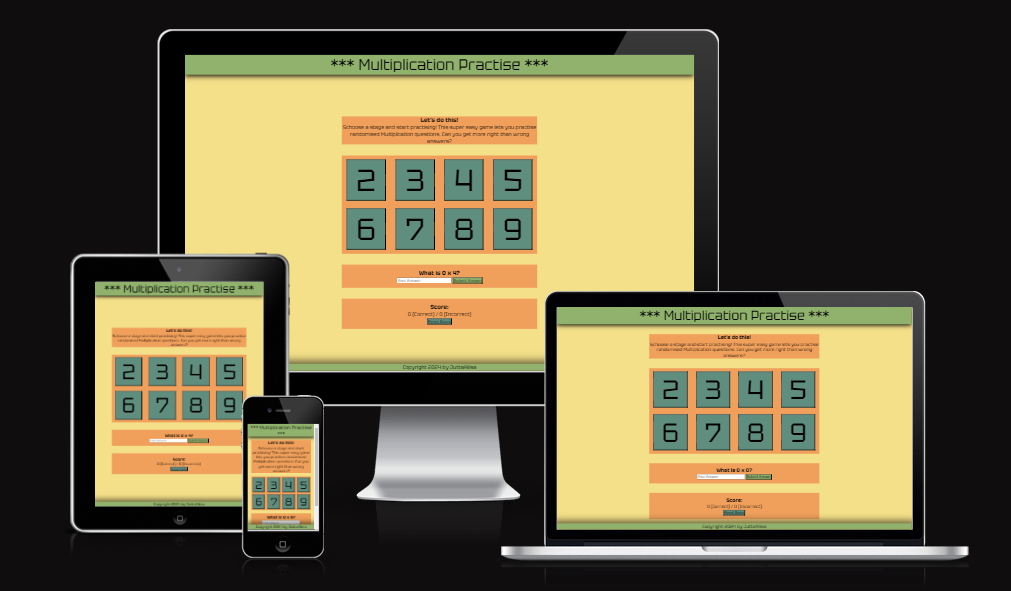 *** Multiplication Practise ***
Let's do this!
Schoose a stage and start practising! This super easy game lets you practise
randomised Multiplication questions. Can you get more right than wrong
answers?
2 3 4 5
6 7 8 9
What is 0 x 4?
Your Answer Submit Answer
Score:
0 (Correct) / 0 (Incorrect)
Copyright 2024 by
*** Multiplication Practise ***
Let's do this!
Schoose a stage and start practising! This super easy game lets you practise
randomised Multiplication questions. Can you get more right than wrong
answers?
2 3 4 5
6 7 8 9
What is
Score:
0 (Correct) / 0 (Incorrect)
Copyright 2024 by
*** Multiplication Practise
***
Let's do this!
Schoose a stage and start
practising! This super easy game
lets you practise randomised
Multiplication questions. Can you
get more right than wrong
answers?
2 3 4 5
6 7 8 9
What is
Copyright 2024 by
*** Multiplication Practise ***
Let's do this!
Schoose a stage and start practising! This super easy game lets you practise
randomised Multiplication questions. Can you get more right than wrong
answers?
2 3 4 5
6 7 8 9
What is 0 x 0?
Your Answer Submit Answer
Score:
0 (Correct) / 0 (Incorrect)
Copyright 2024 by